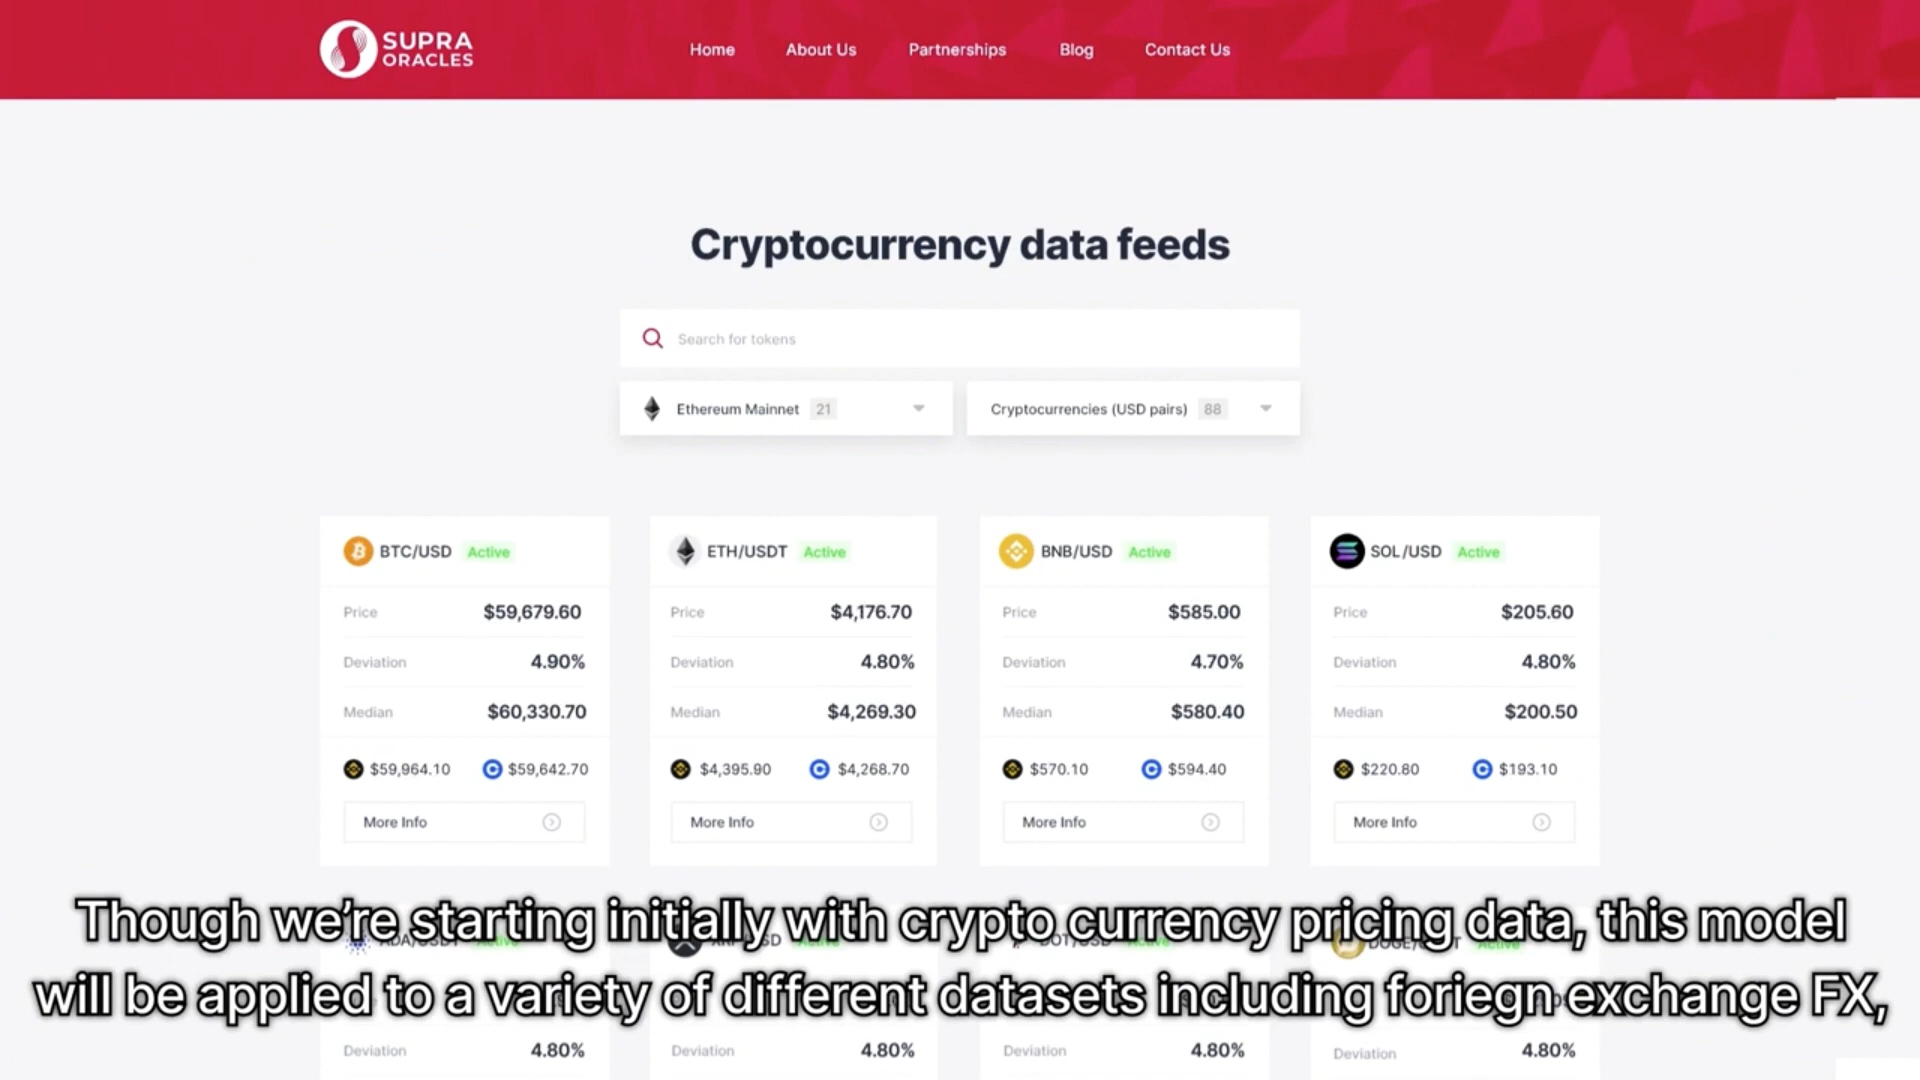 SUPRA
ORACLES
Home About Us Partnerships Blog Contact Us
Cryptocurrency data feeds
Search for tokens
Ethereum Mainnet 21 Cryptocurrencies (USD pairs) 88
BTC/USD Active ETH/USDT Active BNB/USD Active SOL/USD Active
Price $59,679.60 Price $4,176.70 Price $585.00 Price $205.60
Deviation 4.90% Deviation 4.80% Deviation 4.70% Deviation 4.80%
Median $60,330.70 Median $4,269.30 Median $580.40 Median $200.50
$59,964.10 $59,642.70 $4,395.90 $4,268.70 $570.10 $594.40 $220.80 $193.10
More Info More Info More Info More Info
Though we're starting initially with crypto currency pricing data, this model
will be applied to a variety of different datasets including foriegn exchange FX,
Deviation 4.80% Deviation 4.80% Deviation 4.80% Deviation 4.80%